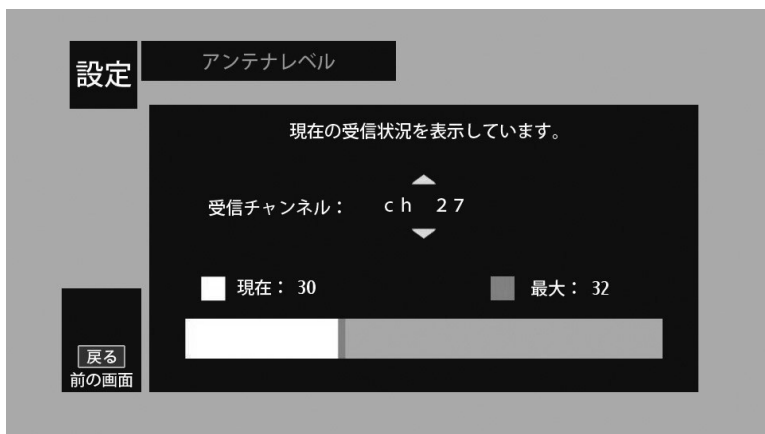 設定
アンテナレベル
現在の受信状況を表示しています。
受信チャンネル： ch 27
現在： 30
最大： 32
戻る
前の画面